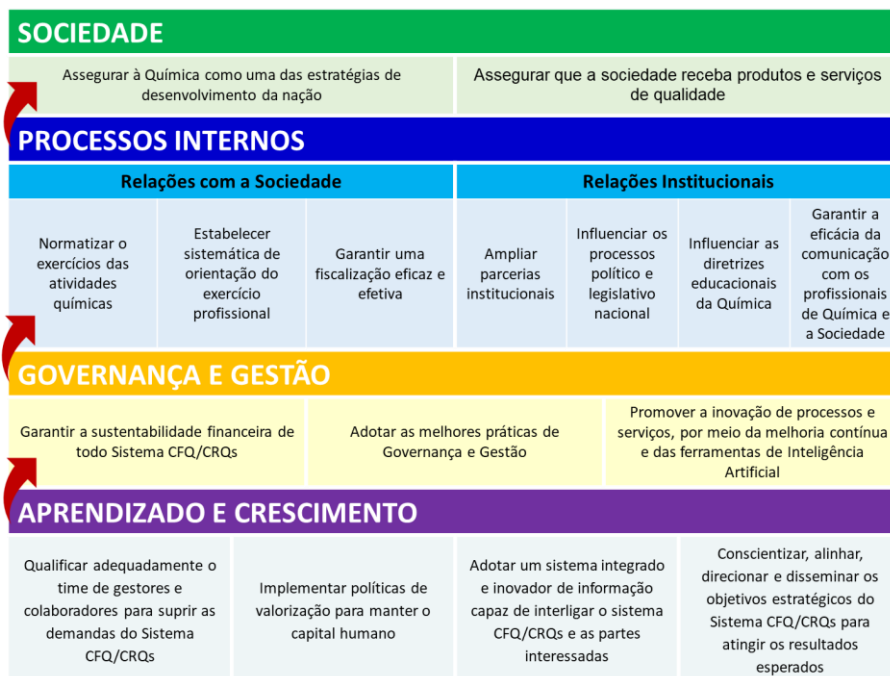 SOCIEDADE
Assegurar à Química como uma das estratégias de
desenvolvimento da nação
Assegurar que a sociedade receba produtos e serviços
de qualidade
PROCESSOS INTERNOS
Relações com a Sociedade
Relações Institucionais
Normatizar o
exercícios das
atividades
químicas
Estabelecer
sistemática de
orientação do
exercício
profissional
Garantir uma
fiscalização eficaz e
efetiva
Ampliar
parcerias
institucionais
Influenciar os
processos
político e
legislativo
nacional
Influenciar as
diretrizes
educacionais
da Química
Garantir a
eficácia da
comunicação
com os
profissionais
de Química e
a Sociedade
GOVERNANÇA E GESTÃO
Garantir a sustentabilidade financeira de
todo Sistema CFQ/CRQs
Adotar as melhores práticas de
Governança e Gestão
Promover a inovação de processos e
serviços, por meio da melhoria contínua
e das ferramentas de Inteligência
Artificial
APRENDIZADO E CRESCIMENTO
Qualificar adequadamente o
time de gestores e
colaboradores para suprir as
demandas do Sistema
CFQ/CRQs
Implementar políticas de
valorização para manter o
capital humano
Adotar um sistema integrado
e inovador de informação
capaz de interligar o sistema
CFQ/CRQs e as partes
interessadas
Conscientizar, alinhar,
direcionar e disseminar os
objetivos estratégicos do
Sistema CFQ/CRQs para
atingir os resultados
esperados